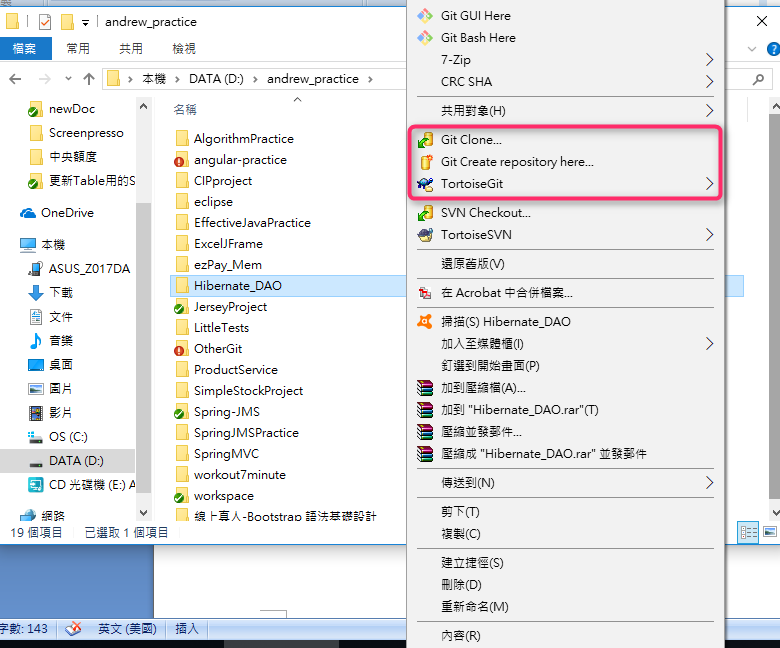 andrew_practice
檔案
常用
共用
檢視
本機 > DATA (D:) > andrew_practice >
newDoc
Screenpresso
中央額度
更新Table用的S
OneDrive
本機
ASUS_Z017DA
下載
文件
音樂
桌面
圖片
影片
OS (C:)
DATA (D:)
CD 光碟機 (E:) A
網路
名稱
AlgorithmPractice
angular-practice
CIPproject
eclipse
EffectiveJavaPractice
ExcelJFrame
ezPay_Mem
Hibernate_DAO
JerseyProject
LittleTests
OtherGit
ProductService
SimpleStockProject
Spring-JMS
SpringJMSPractice
SpringMVC
workout7minute
workspace
線上真人-Bootstrap 語法基礎設計
19 個項目
已選取 1 個項目
Git GUI Here
Git Bash Here
7-Zip
CRC SHA
共用對象(H)
Git Clone...
Git Create repository here...
TortoiseGit
SVN Checkout...
TortoiseSVN
還原舊版(V)
在 Acrobat 中合併檔案...
掃描(S) Hibernate_DAO
加入至媒體櫃(I)
釘選到開始畫面(P)
加到壓縮檔(A)...
加到 "Hibernate_DAO.rar"(T)
壓縮並發郵件...
壓縮成 "Hibernate_DAO.rar" 並發郵件
傳送到(N)
剪下(T)
複製(C)
建立捷徑(S)
刪除(D)
重新命名(M)
內容(R)
字數: 143
英文 (美國)
插入